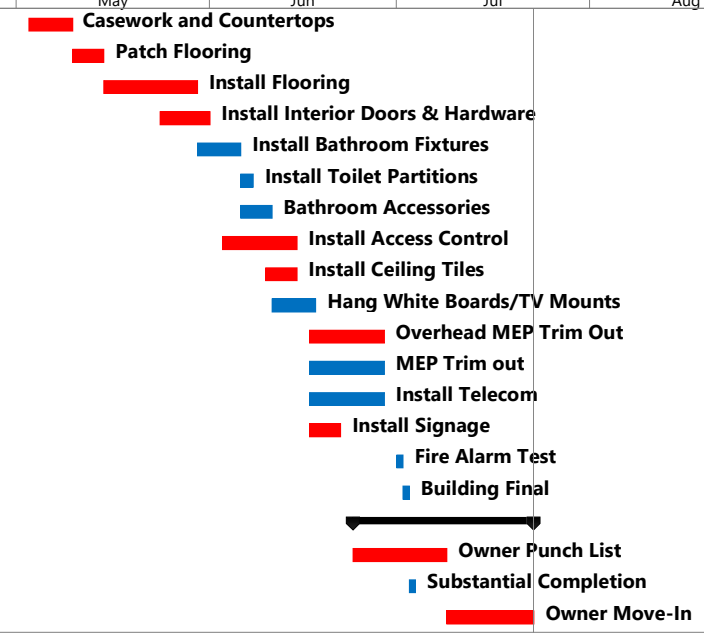 May Jun Jul Aug
Casework and Countertops
Patch Flooring
Install Flooring
Install Interior Doors & Hardware
Install Bathroom Fixtures
Install Toilet Partitions
Bathroom Accessories
Install Access Control
Install Ceiling Tiles
Hang White Boards/TV Mounts
Overhead MEP Trim Out
MEP Trim out
Install Telecom
Install Signage
Fire Alarm Test
Building Final
Owner Punch List
Substantial Completion
Owner Move-In